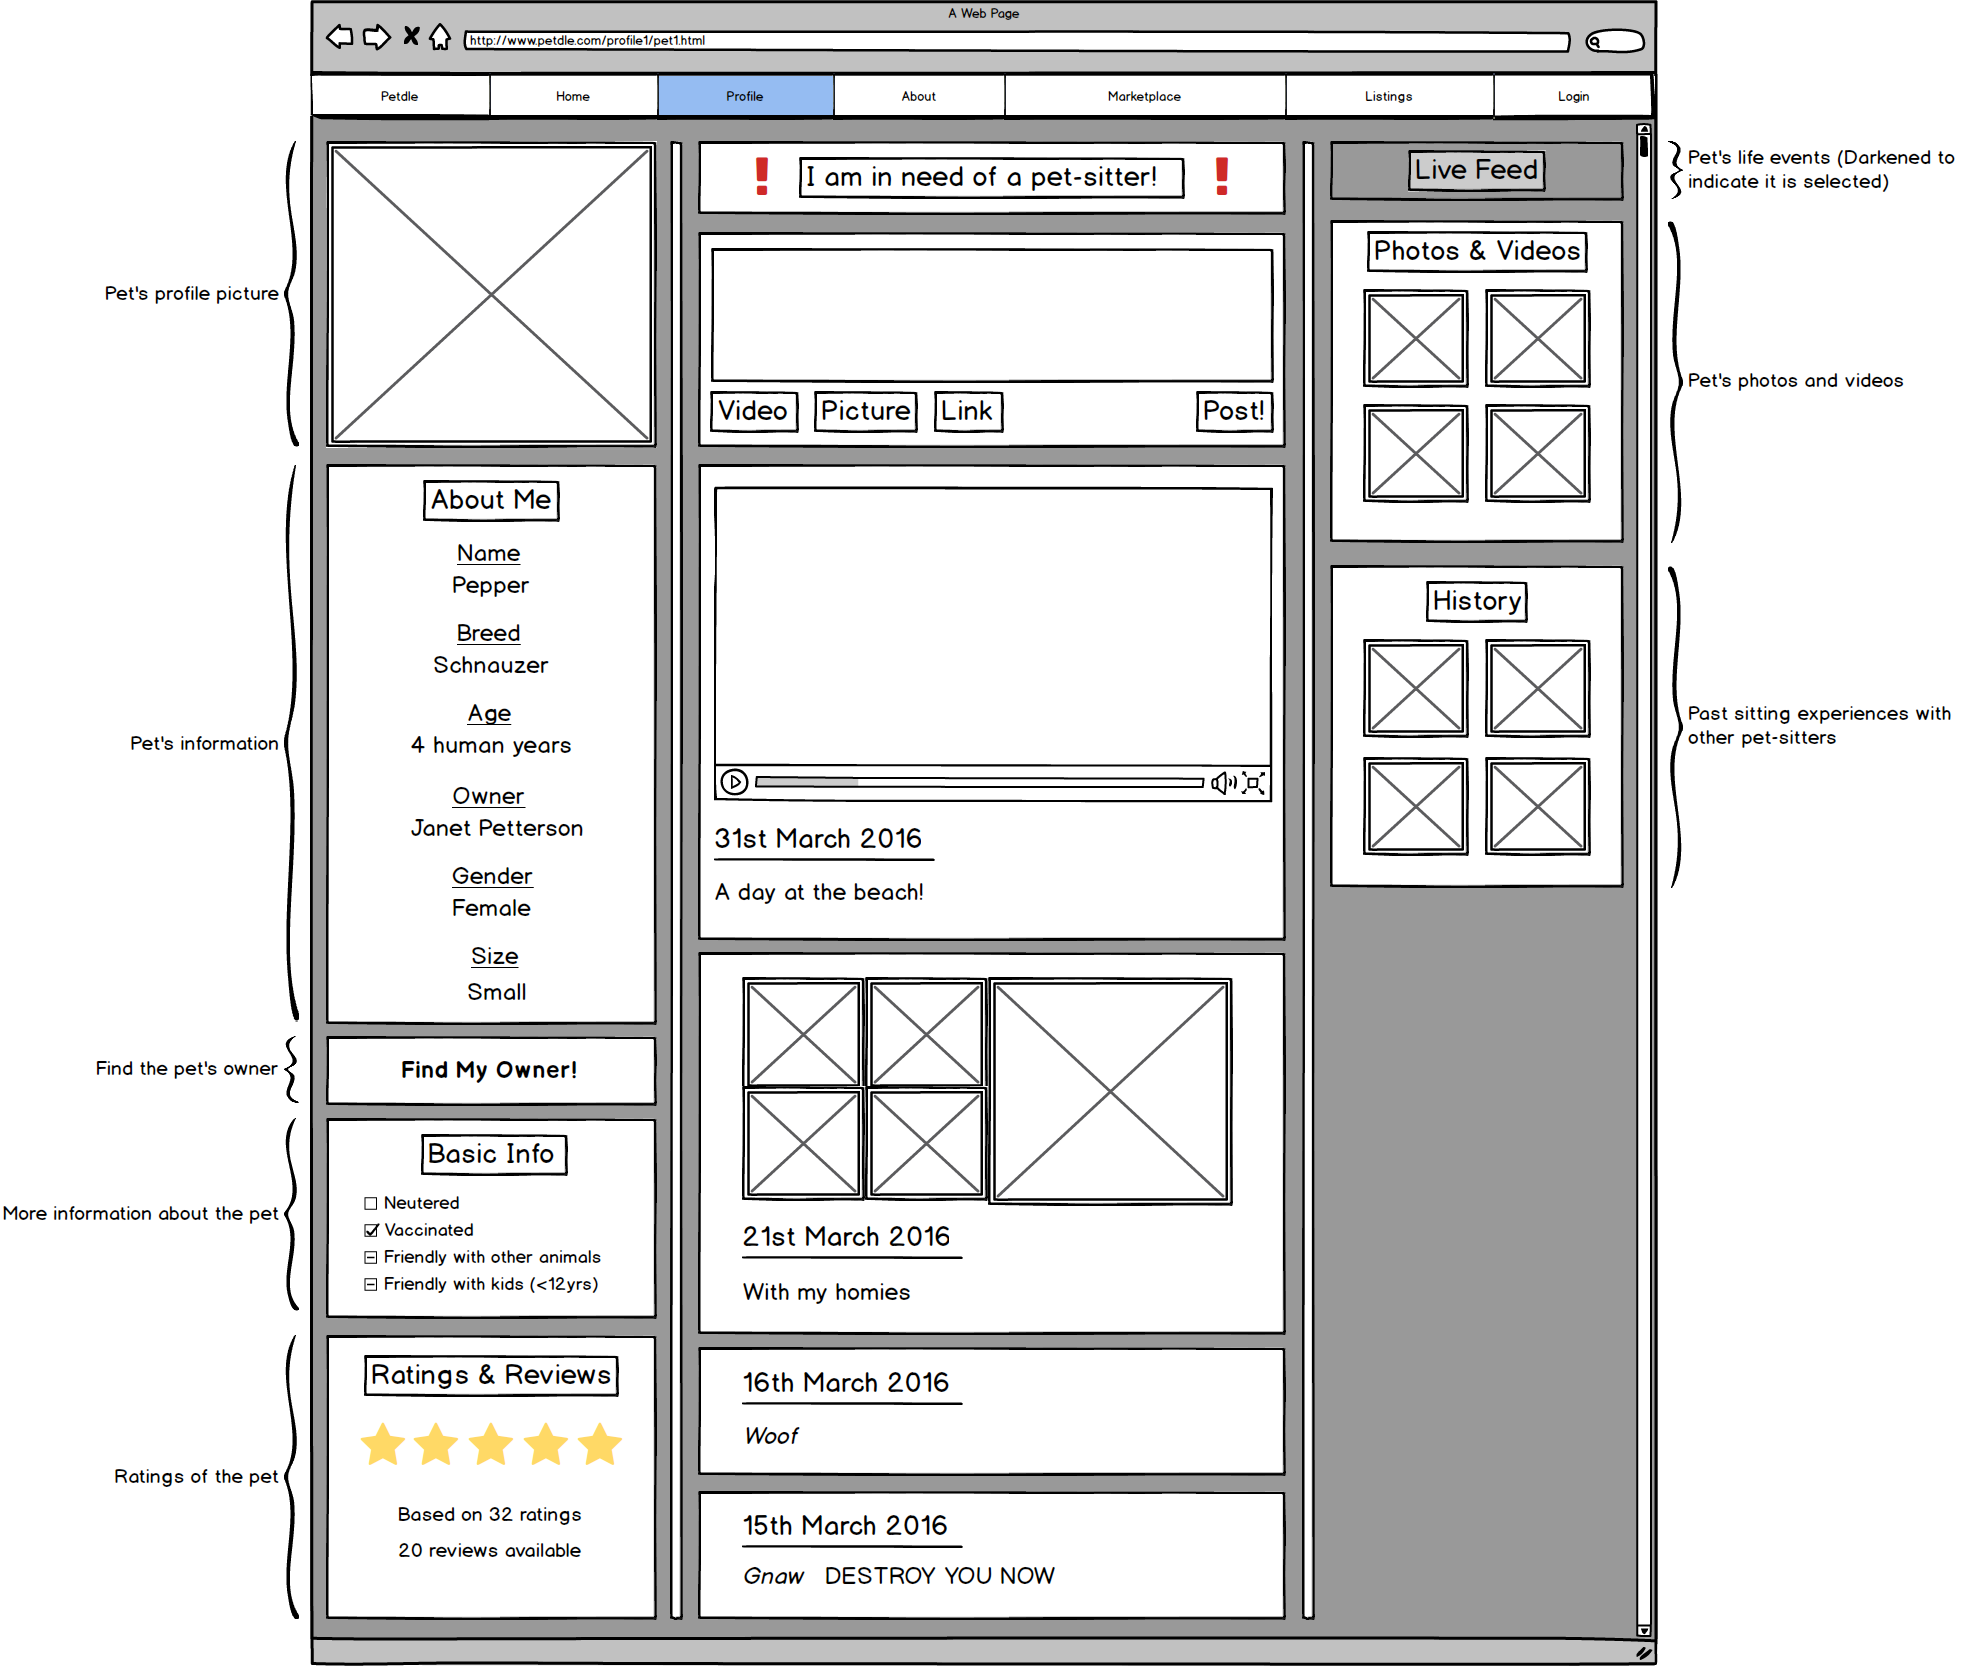 A Web Page
http://www.petdle.com/profile1/pet1.html
Petdle
Home
Profile
About
Marketplace
Listings
Login
Pet's profile picture
Pet's information
Find the pet's owner
More information about the pet
Ratings of the pet
About Me
Name
Pepper
Breed
Schnauzer
Age
4 human years
Owner
Janet Petterson
Gender
Female
Size
Small
Find My Owner!
Basic Info
Neutered
Vaccinated
Friendly with other animals
Friendly with kids (<12yrs)
Ratings & Reviews
Based on 32 ratings
20 reviews available
! I am in need of a pet-sitter! !
Video
Picture
Link
Post!
31st March 2016
A day at the beach!
21st March 2016
With my homies
16th March 2016
Woof
15th March 2016
Gnaw DESTROY YOU NOW
Live Feed
Photos & Videos
History
Pet's life events (Darkened to
indicate it is selected)
Pet's photos and videos
Past sitting experiences with
other pet-sitters